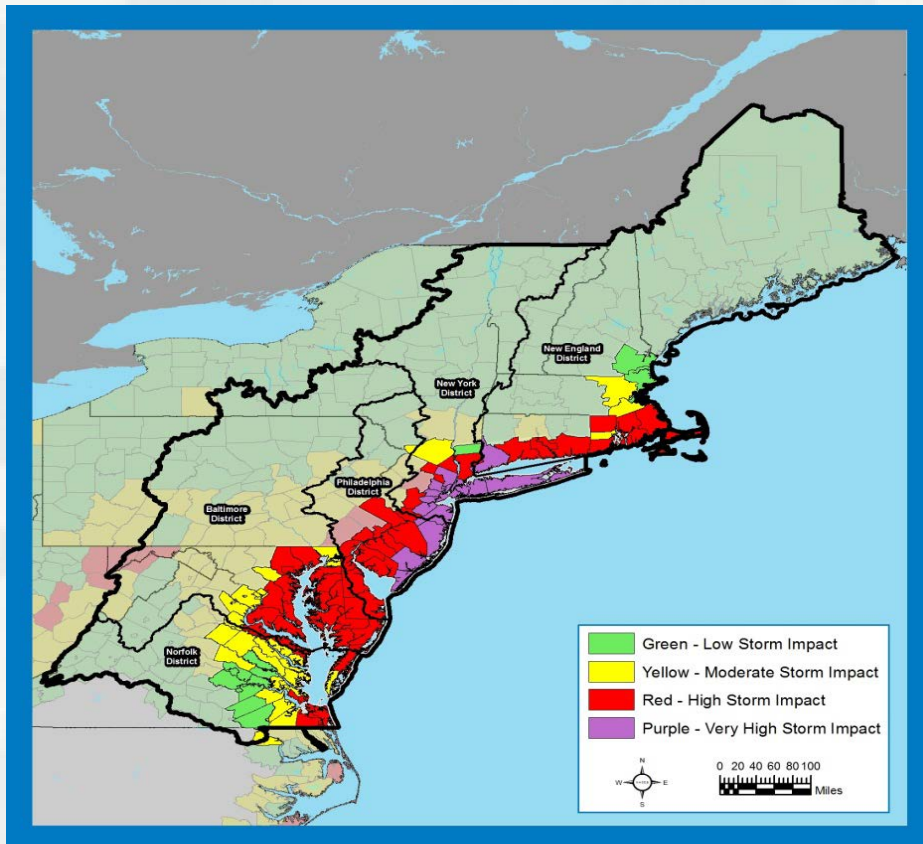 New England
District
New York
District
Philadelphia
District
Baltimore
District
Norfolk
District
Green - Low Storm Impact
Yellow - Moderate Storm Impact
Red - High Storm Impact
Purple - Very High Storm Impact
N
W E
S
0 20 40 60 80 100
Miles